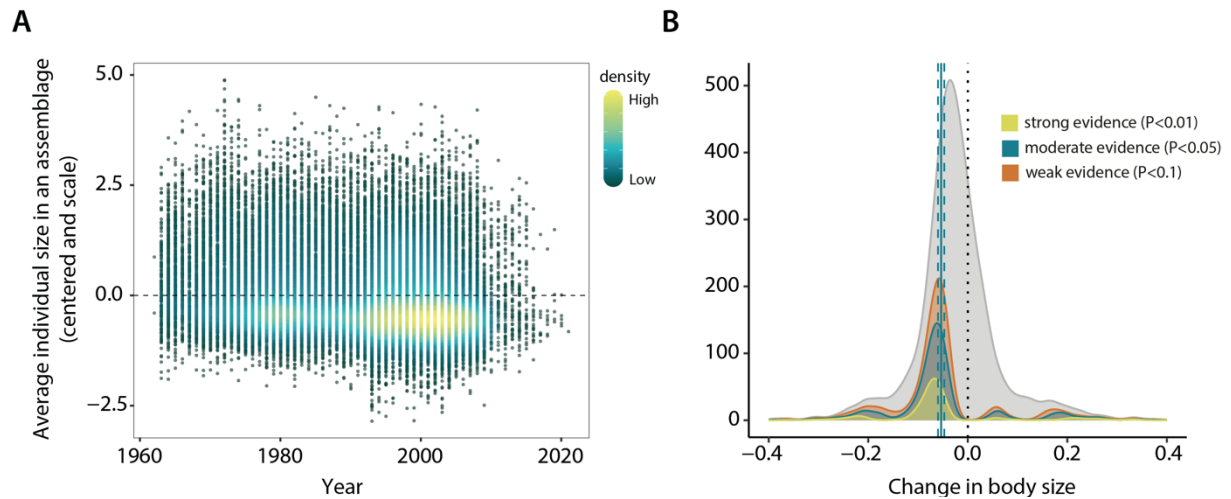 A
B
Average individual size in an assemblage
(centered and scale)
5.0
2.5
0.0
−2.5
1960
1980
2000
2020
Year
density
High
Low
500
400
300
200
100
0
−0.4
−0.2
0.0
0.2
0.4
Change in body size
strong evidence (P<0.01)
moderate evidence (P<0.05)
weak evidence (P<0.1)